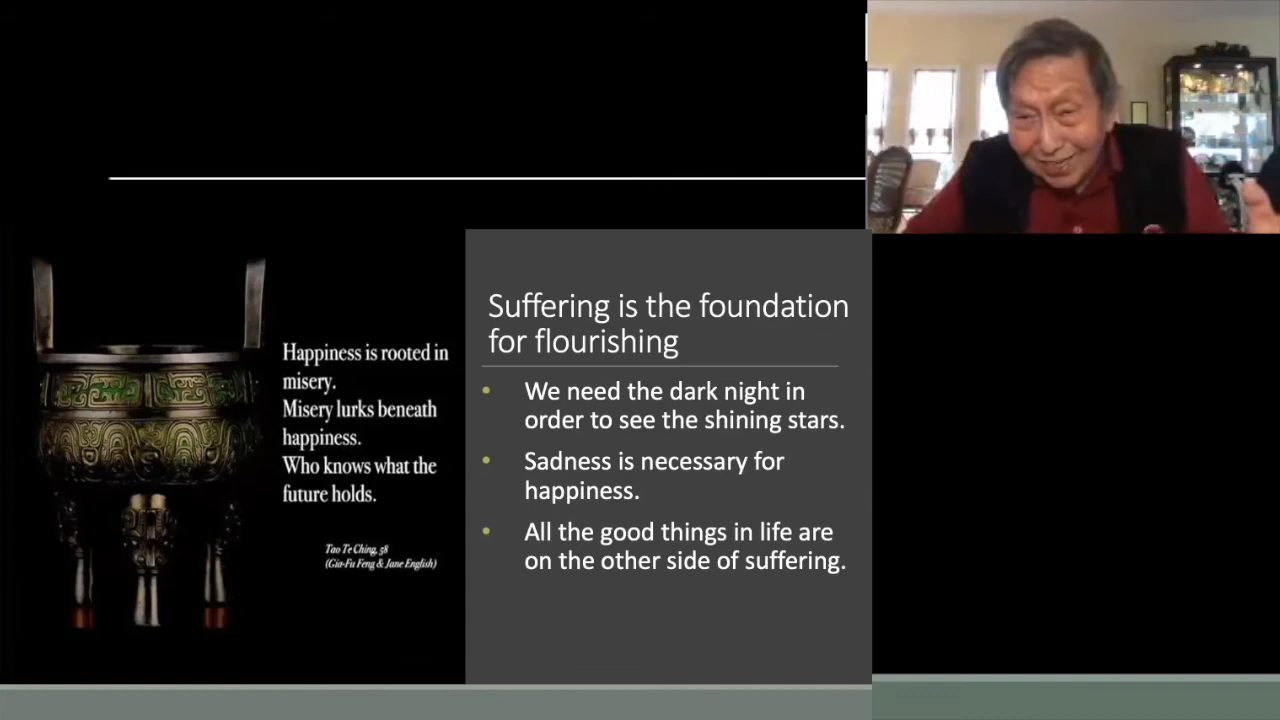 Happiness is rooted in
misery.
Misery lurks beneath
happiness.
Who knows what the
future holds.
Tao Te Ching, 58
(Gia-Fu Feng & Jane English)
Suffering is the foundation
for flourishing
• We need the dark night in
order to see the shining stars.
• Sadness is necessary for
happiness.
• All the good things in life are
on the other side of suffering.